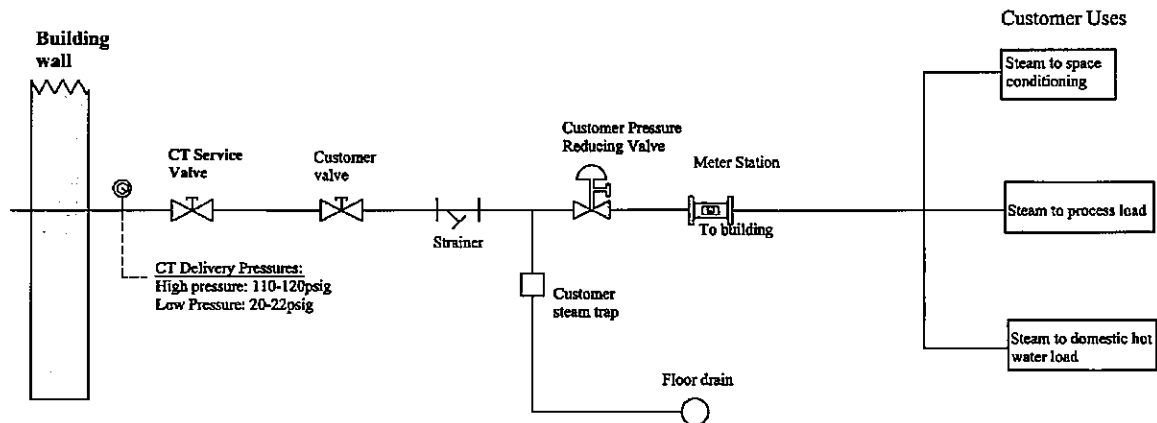 Customer Uses
Building
wall
Steam to space
conditioning
CT Service
Valve
Customer
valve
Customer Pressure
Reducing Valve
Meter Station
Strainer
To building
Steam to process load
CT Delivery Pressures:
High pressure: 110-120psig
Low Pressure: 20-22psig
Customer
steam trap
Steam to domestic hot
water load
Floor drain